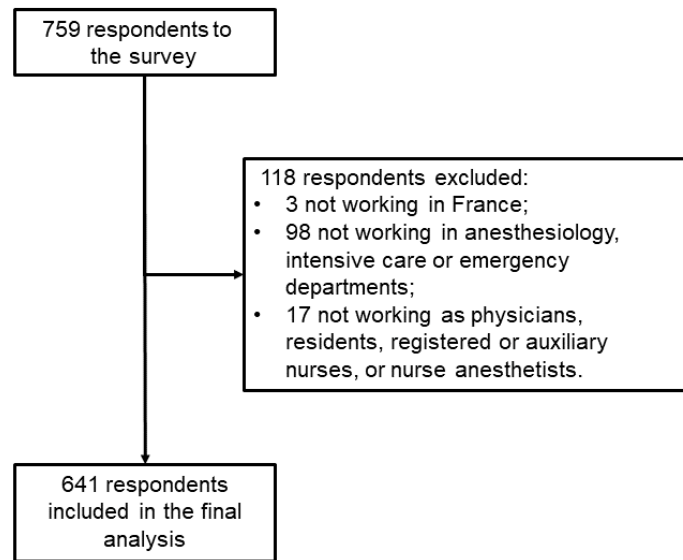 759 respondents to
the survey
118 respondents excluded:
• 3 not working in France;
• 98 not working in anesthesiology,
intensive care or emergency
departments;
• 17 not working as physicians,
residents, registered or auxiliary
nurses, or nurse anesthetists.
641 respondents
included in the final
analysis